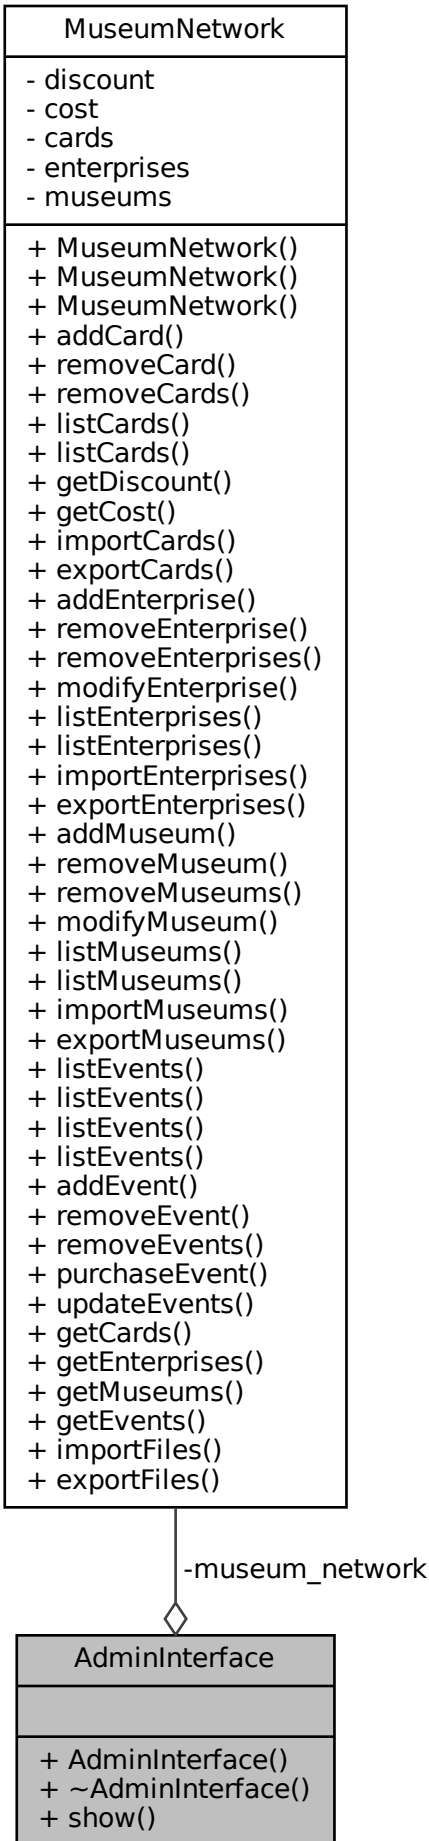 MuseumNetwork
- discount
- cost
- cards
- enterprises
- museums
+ MuseumNetwork()
+ MuseumNetwork()
+ MuseumNetwork()
+ addCard()
+ removeCard()
+ removeCards()
+ listCards()
+ listCards()
+ getDiscount()
+ getCost()
+ importCards()
+ exportCards()
+ addEnterprise()
+ removeEnterprise()
+ removeEnterprises()
+ modifyEnterprise()
+ listEnterprises()
+ listEnterprises()
+ importEnterprises()
+ exportEnterprises()
+ addMuseum()
+ removeMuseum()
+ removeMuseums()
+ modifyMuseum()
+ listMuseums()
+ listMuseums()
+ importMuseums()
+ exportMuseums()
+ listEvents()
+ listEvents()
+ listEvents()
+ listEvents()
+ addEvent()
+ removeEvent()
+ removeEvents()
+ purchaseEvent()
+ updateEvents()
+ getCards()
+ getEnterprises()
+ getMuseums()
+ getEvents()
+ importFiles()
+ exportFiles()
-museum_network
AdminInterface
+ AdminInterface()
+ ~AdminInterface()
+ show()